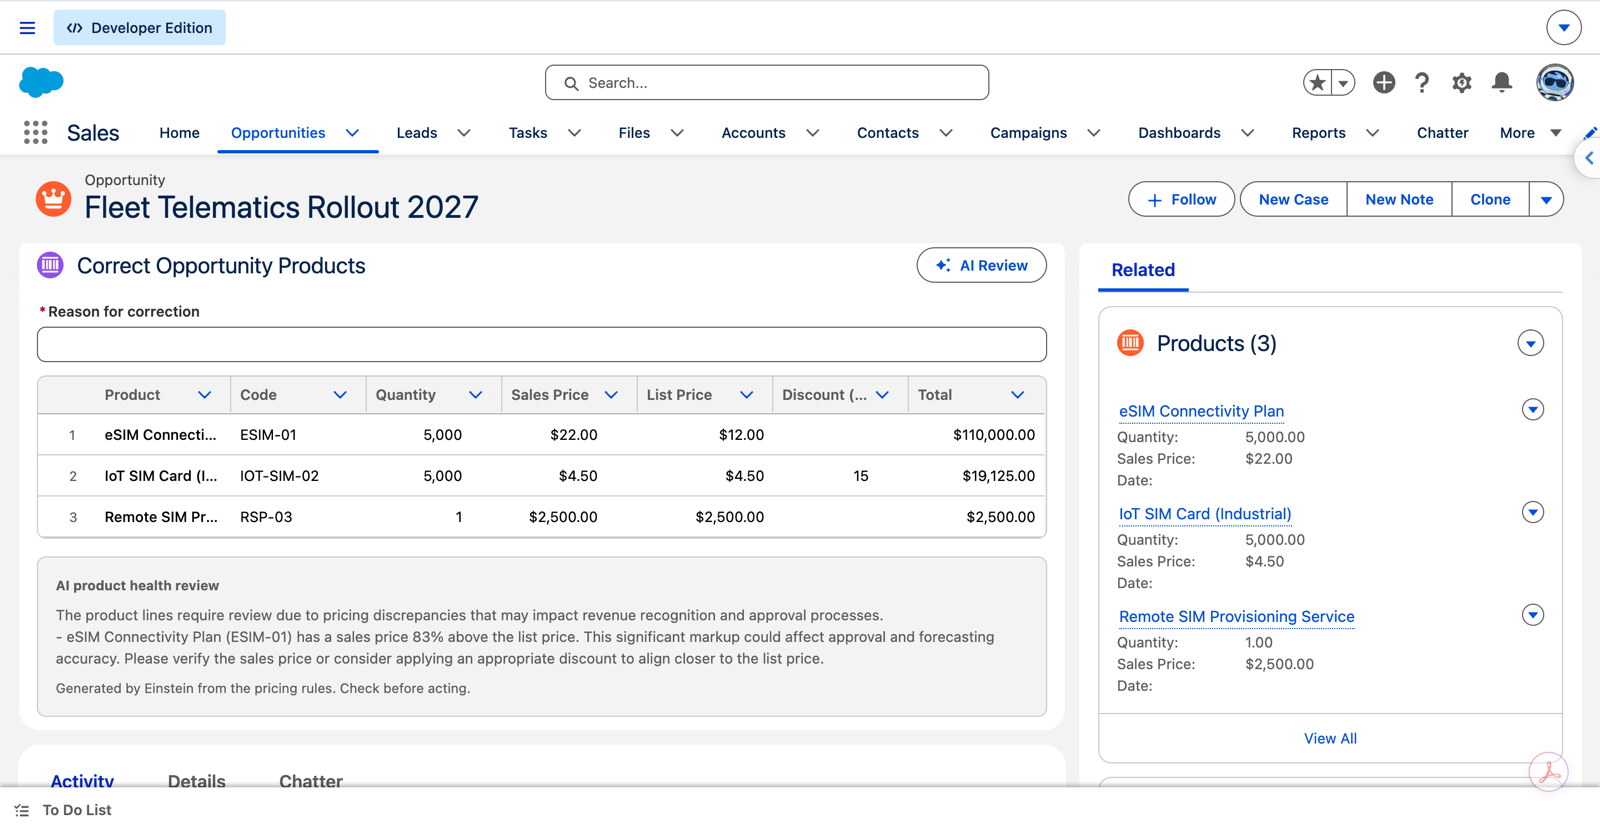 Developer Edition
Search...
Sales
Home
Opportunities
Leads
Tasks
Files
Accounts
Contacts
Campaigns
Dashboards
Reports
Chatter
More
Opportunity
Fleet Telematics Rollout 2027
Follow
New Case
New Note
Clone
Correct Opportunity Products
AI Review
* Reason for correction
Product Code Quantity Sales Price List Price Discount (... Total
1 eSIM Connecti... ESIM-01 5,000 $22.00 $12.00 $110,000.00
2 IoT SIM Card (I... IOT-SIM-02 5,000 $4.50 $4.50 15 $19,125.00
3 Remote SIM Pr... RSP-03 1 $2,500.00 $2,500.00 $2,500.00
AI product health review
The product lines require review due to pricing discrepancies that may impact revenue recognition and approval processes.
- eSIM Connectivity Plan (ESIM-01) has a sales price 83% above the list price. This significant markup could affect approval and forecasting
accuracy. Please verify the sales price or consider applying an appropriate discount to align closer to the list price.
Generated by Einstein from the pricing rules. Check before acting.
Activity
Details
Chatter
Related
Products (3)
eSIM Connectivity Plan
Quantity: 5,000.00
Sales Price: $22.00
Date:
IoT SIM Card (Industrial)
Quantity: 5,000.00
Sales Price: $4.50
Date:
Remote SIM Provisioning Service
Quantity: 1.00
Sales Price: $2,500.00
Date:
View All
To Do List